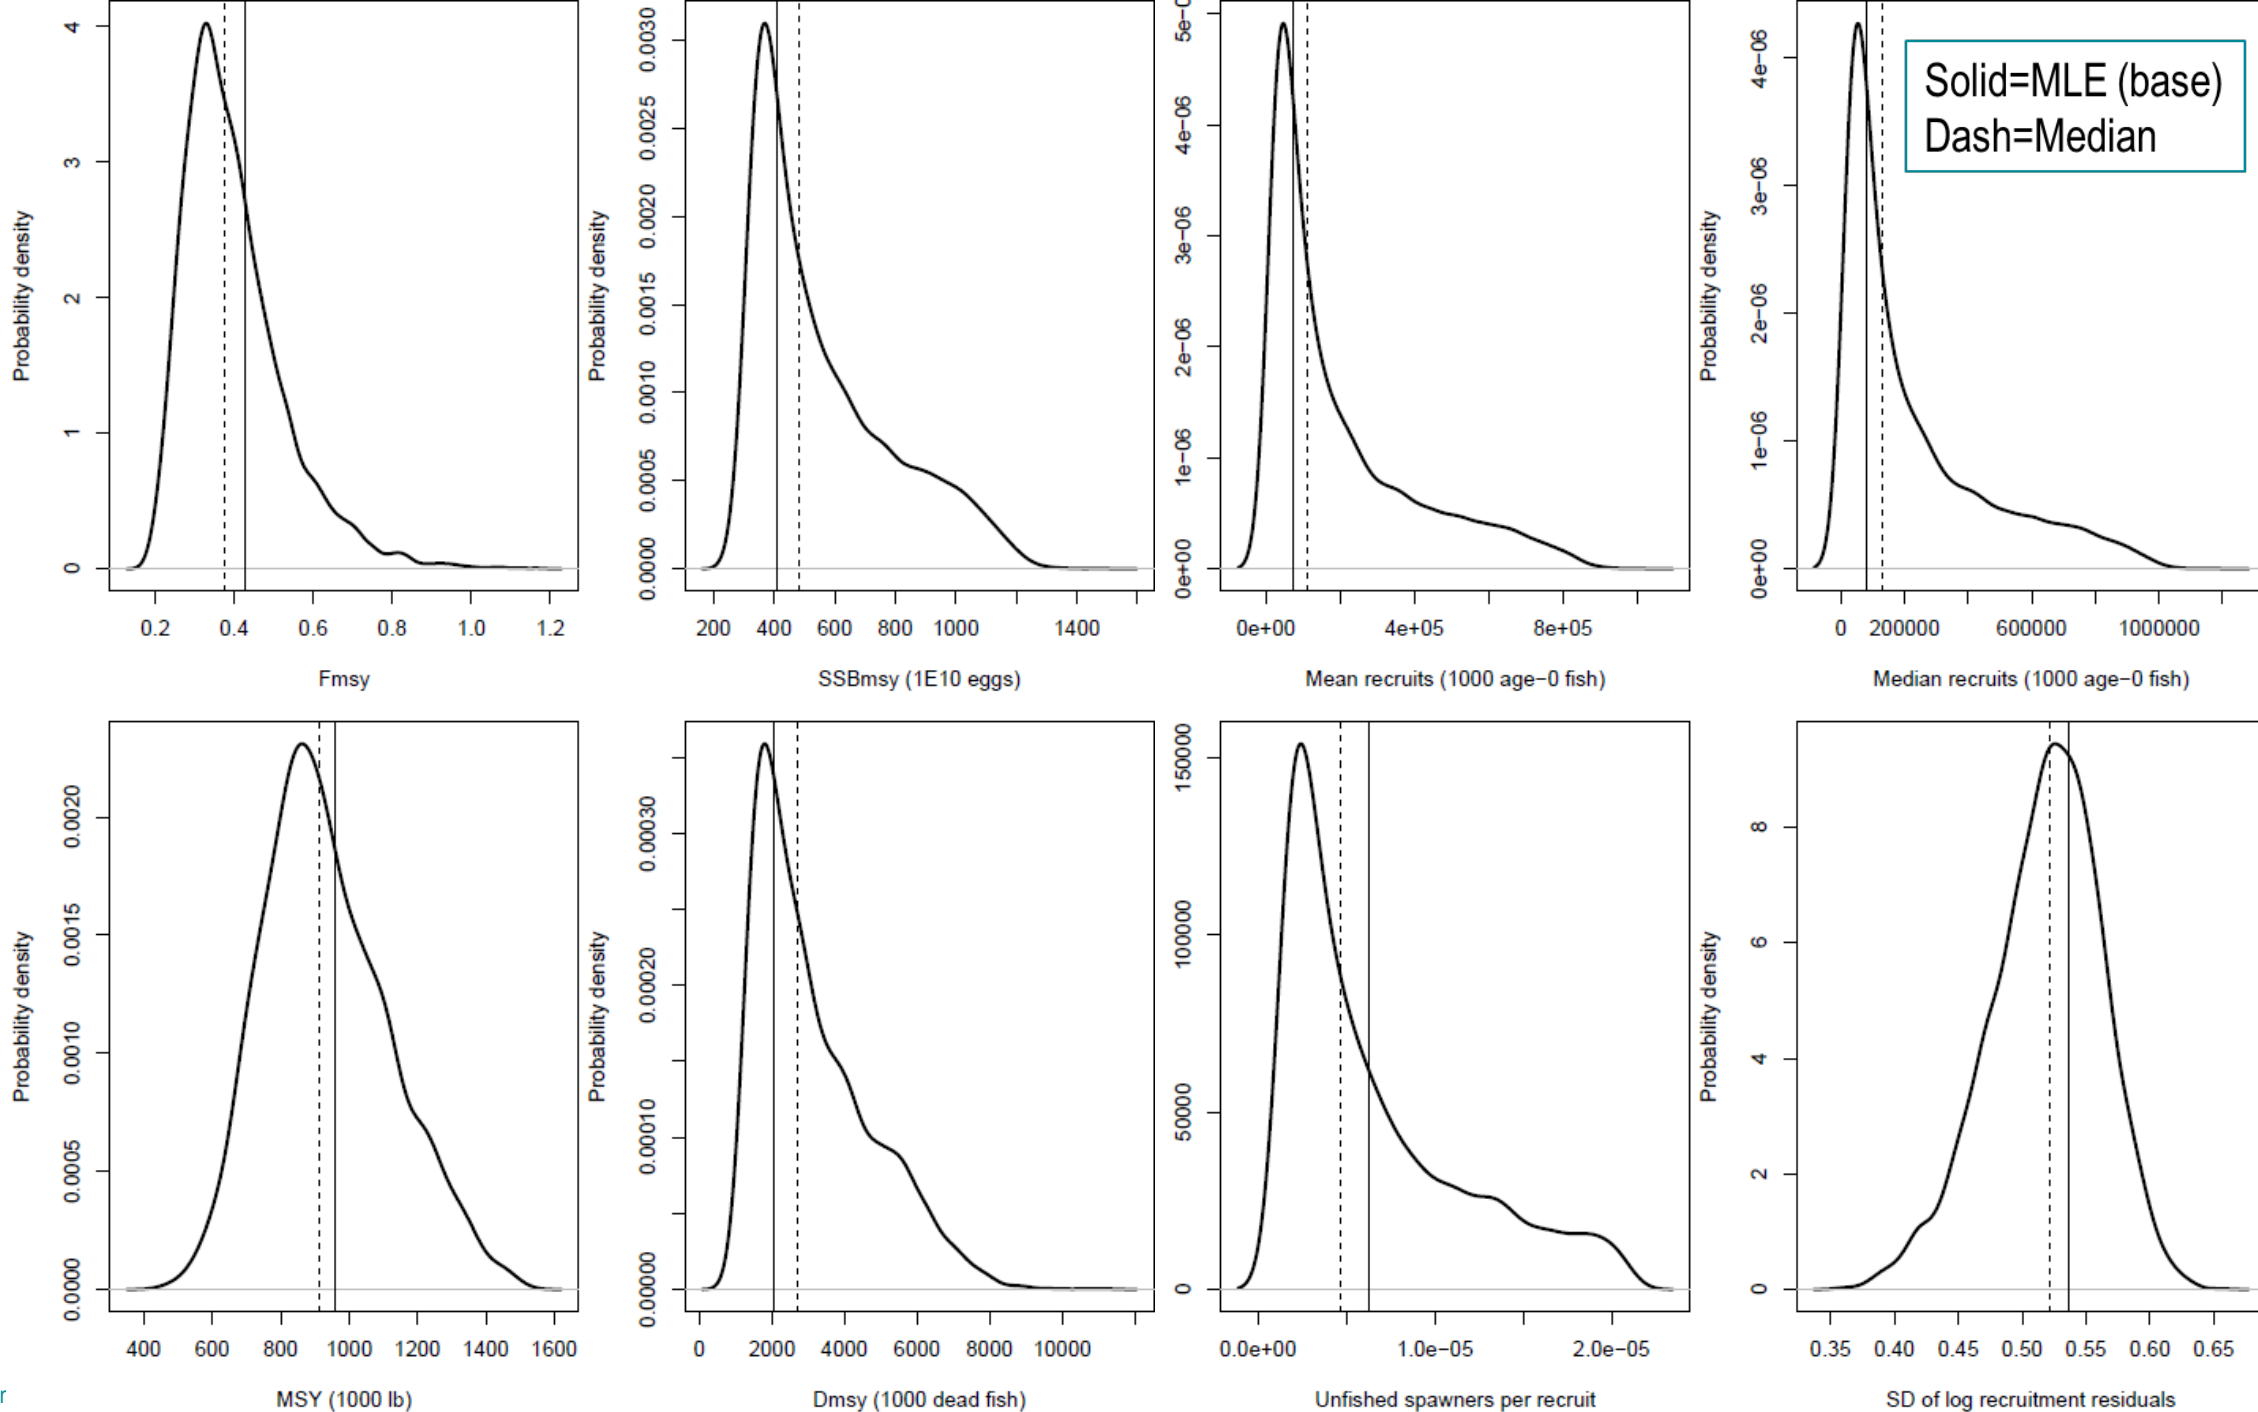 Solid=MLE (base)
Dash=Median
Probability density
0 1 2 3 4
0.2 0.4 0.6 0.8 1.0 1.2
Fmsy
Probability density
0.0000 0.0005 0.0010 0.0015 0.0020 0.0025 0.0030
200 400 600 800 1000 1400
SSBmsy (1E10 eggs)
0e+00 1e−06 2e−06 3e−06 4e−06
0e+00 4e+05 8e+05
Mean recruits (1000 age−0 fish)
Probability density
0e+00 1e−06 2e−06 3e−06 4e−06
0 200000 600000 1000000
Median recruits (1000 age−0 fish)
Probability density
0.0000 0.0005 0.0010 0.0015 0.0020
400 600 800 1000 1200 1400 1600
MSY (1000 lb)
Probability density
0.00000 0.00010 0.00020 0.00030
0 2000 4000 6000 8000 10000
Dmsy (1000 dead fish)
0 50000 100000 150000
0.0e+00 1.0e−05 2.0e−05
Unfished spawners per recruit
Probability density
0 2 4 6 8
0.35 0.40 0.45 0.50 0.55 0.60 0.65
SD of log recruitment residuals
r